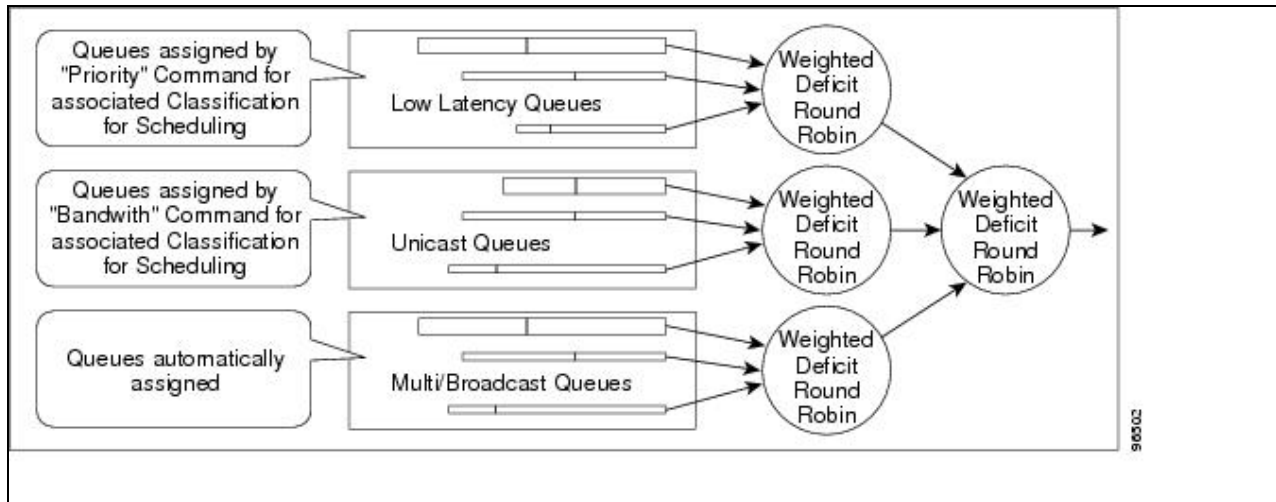 Queues assigned by
"Priority" Command for
associated Classification
for Scheduling
Low Latency Queues
Weighted
Deficit
Round
Robin
Queues assigned by
"Bandwith" Command for
associated Classification
for Scheduling
Unicast Queues
Weighted
Deficit
Round
Robin
Weighted
Deficit
Round
Robin
Queues automatically
assigned
Multi/Broadcast Queues
Weighted
Deficit
Round
Robin
96502